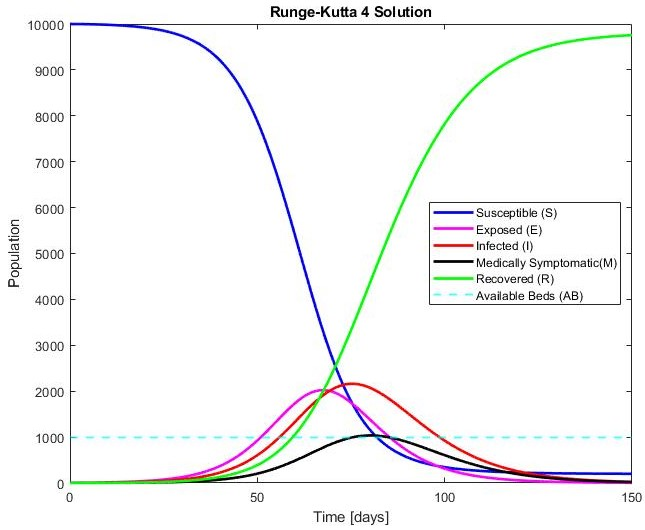 Runge-Kutta 4 Solution
10000
9000
8000
7000
6000
5000
4000
3000
2000
1000
0
Population
Susceptible (S)
Exposed (E)
Infected (I)
Medically Symptomatic(M)
Recovered (R)
Available Beds (AB)
0 50 100 150
Time [days]